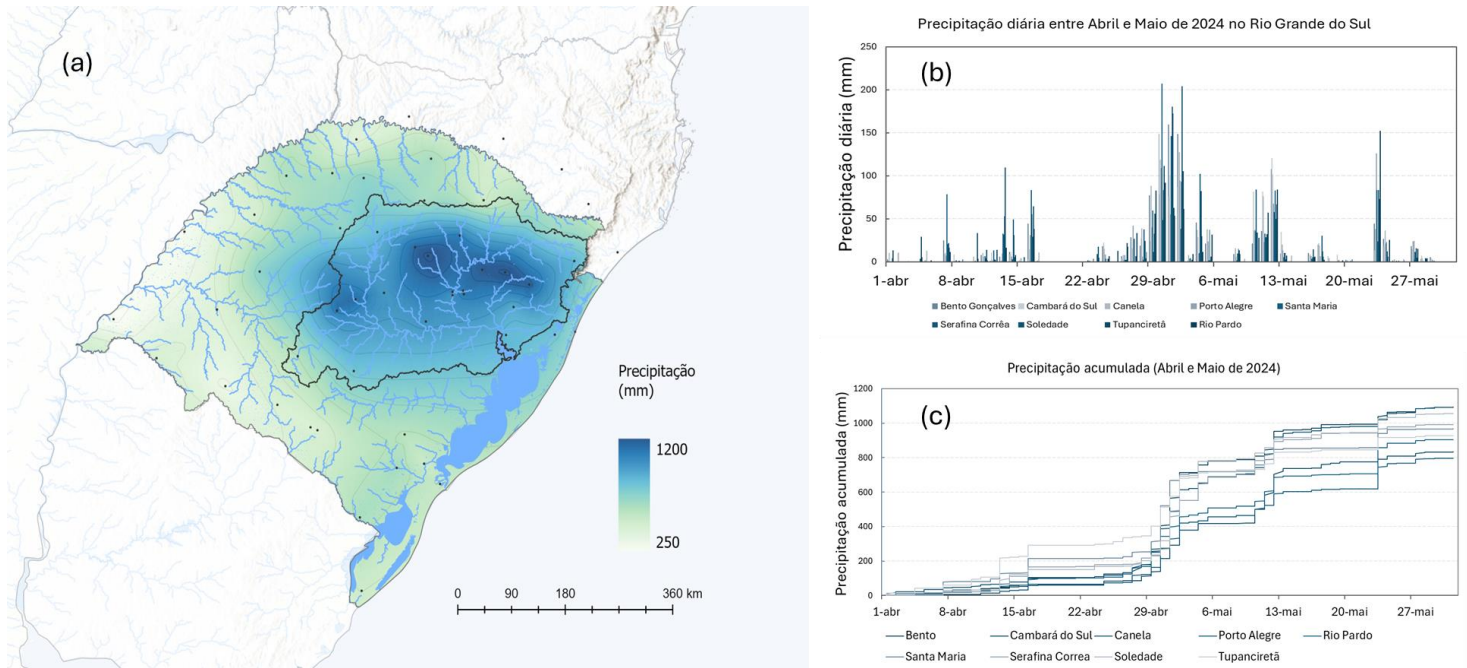 (a)
Precipitação
(mm)
1200
250
0 90 180 360 km
Precipitação diária entre Abril e Maio de 2024 no Rio Grande do Sul
(b)
Precipitação diária (mm)
250
200
150
100
50
0
1-abr 8-abr 15-abr 22-abr 29-abr 6-mai 13-mai 20-mai 27-mai
Bento Gonçalves Cambará do Sul Canela Porto Alegre Santa Maria
Serafina Corrêa Soledade Tupanciretã Rio Pardo
Precipitação acumulada (Abril e Maio de 2024)
(c)
Precipitação acumulada (mm)
1200
1000
800
600
400
200
0
1-abr 8-abr 15-abr 22-abr 29-abr 6-mai 13-mai 20-mai 27-mai
Bento Cambará do Sul Canela Porto Alegre Rio Pardo
Santa Maria Serafina Correa Soledade Tupanciretã